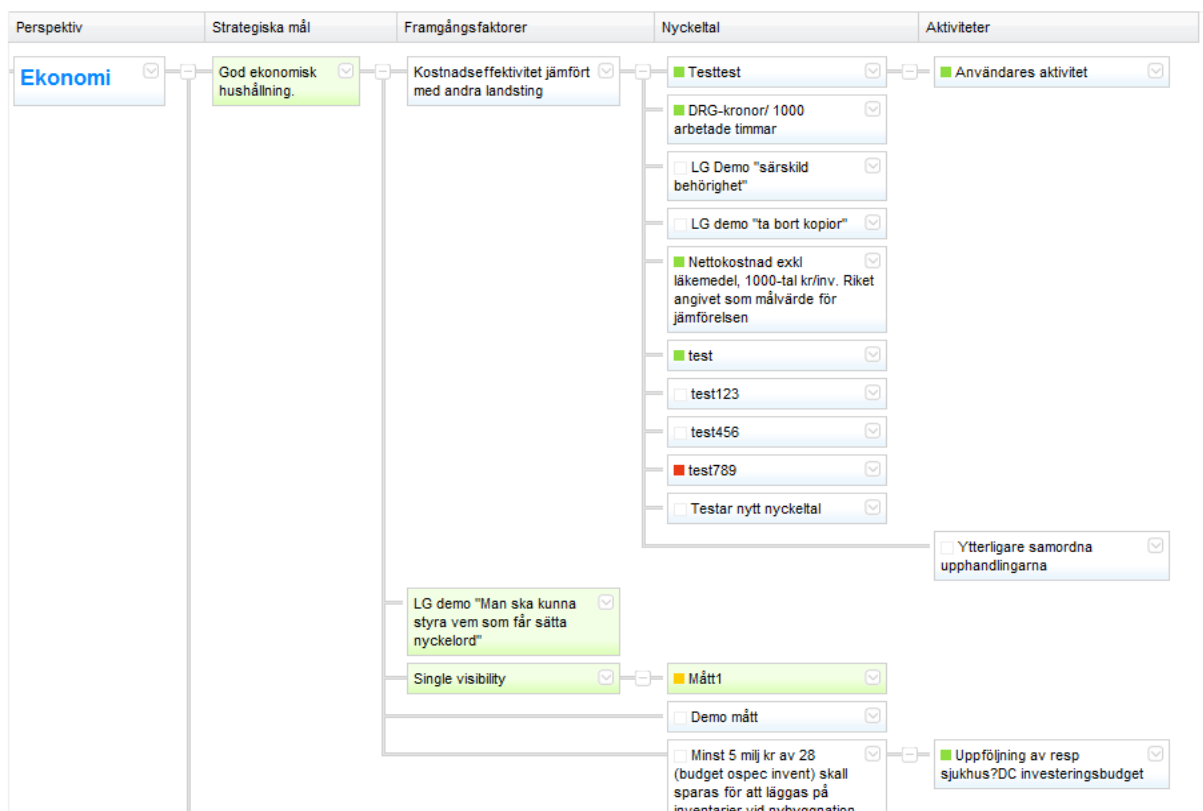 Perspektiv
Strategiska mål
Framgångsfaktorer
Nyckeltal
Aktiviteter
Ekonomi
God ekonomisk
hushållning.
Kostnadseffektivitet jämfört
med andra landsting
Testtest
Användares aktivitet
DRG-kronor/ 1000
arbetade timmar
LG Demo "särskild
behörighet"
LG demo "ta bort kopior"
Nettokostnad exkl
läkemedel, 1000-tal kr/inv. Riket
angivet som målvärde för
jämförelsen
test
test123
test456
test789
Testar nytt nyckeltal
Ytterligare samordna
upphandlingarna
LG demo "Man ska kunna
styra vem som får sätta
nyckelord"
Single visibility
Mått1
Demo mått
Minst 5 milj kr av 28
(budget ospec invent) skall
sparas för att läggas på
inventarier vid nybyggnation
Uppföljning av resp
sjukhus?DC investeringsbudget